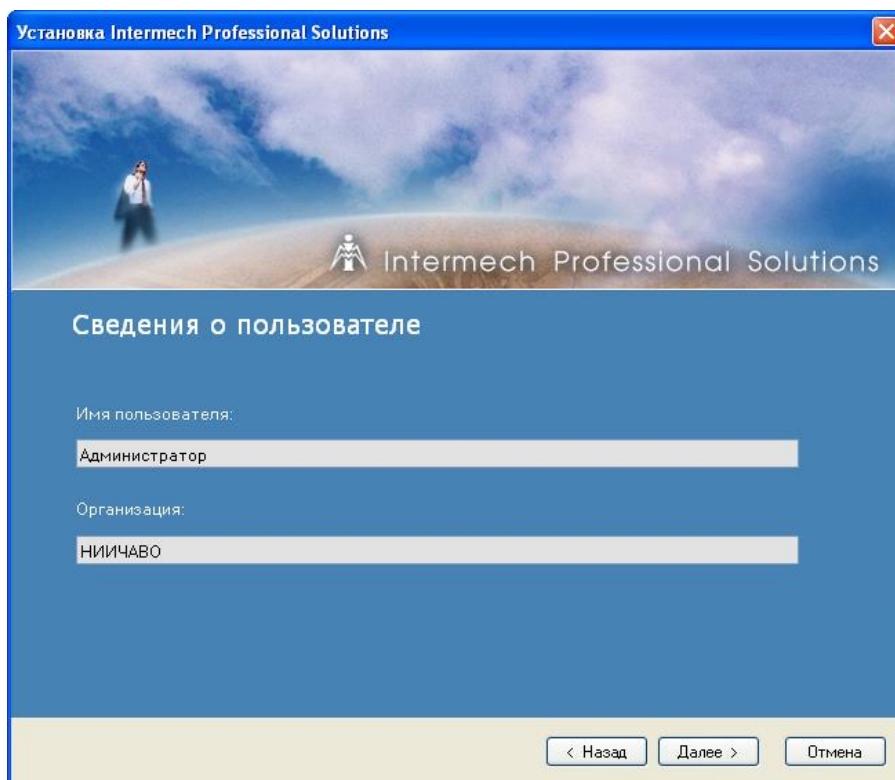 Установка Intermech Professional Solutions
Intermech Professional Solutions
Сведения о пользователе
Имя пользователя:
Администратор
Организация:
НИИЧАВО
< Назад
Далее >
Отмена